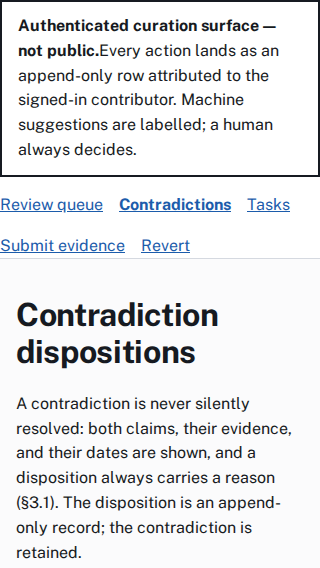 Authenticated curation surface —
not public.Every action lands as an
append-only row attributed to the
signed-in contributor. Machine
suggestions are labelled; a human
always decides.
Review queue Contradictions Tasks
Submit evidence Revert
Contradiction
dispositions
A contradiction is never silently
resolved: both claims, their evidence,
and their dates are shown, and a
disposition always carries a reason
(§3.1). The disposition is an append-
only record; the contradiction is
retained.